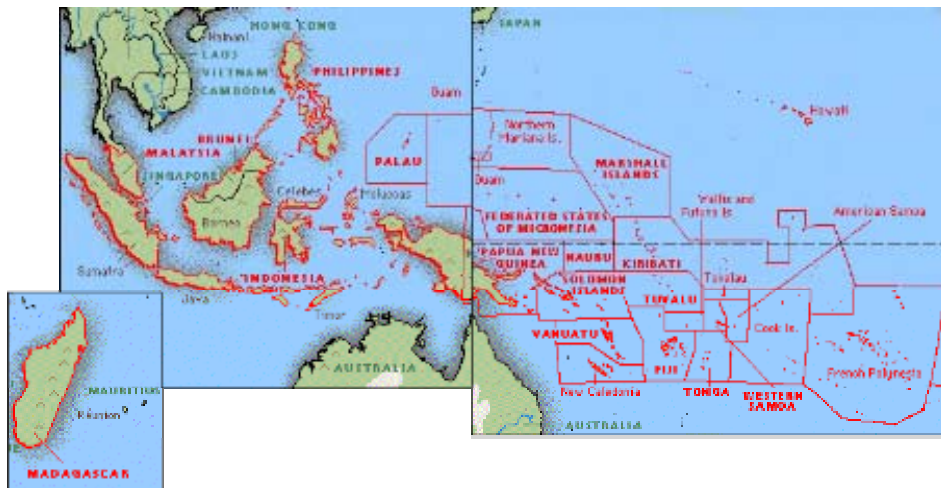 HONG KONG
Hainan
LAOS
VIETNAM
CAMBODIA
PHILIPPINES
Guam
BRUNEI
MALAYSIA
SINGAPORE
PALAU
Celebes
Moluccas
Borneo
Sumatra
INDONESIA
Java
Timor
AUSTRALIA
JAPAN
Hawaii
Northern
Mariana Is.
MARSHALL
ISLANDS
Guam
Wallis and
Futuna Is.
American Samoa
FEDERATED STATES
OF MICRONESIA
PAPUA NEW
GUINEA
NAURU
KIRIBATI
SOLOMON
ISLANDS
Tuvalu
TUVALU
VANUATU
Cook Is.
FIJI
French Polynesia
New Caledonia
TONGA
WESTERN
SAMOA
AUSTRALIA
MAURITIUS
Réunion
MADAGASCAR